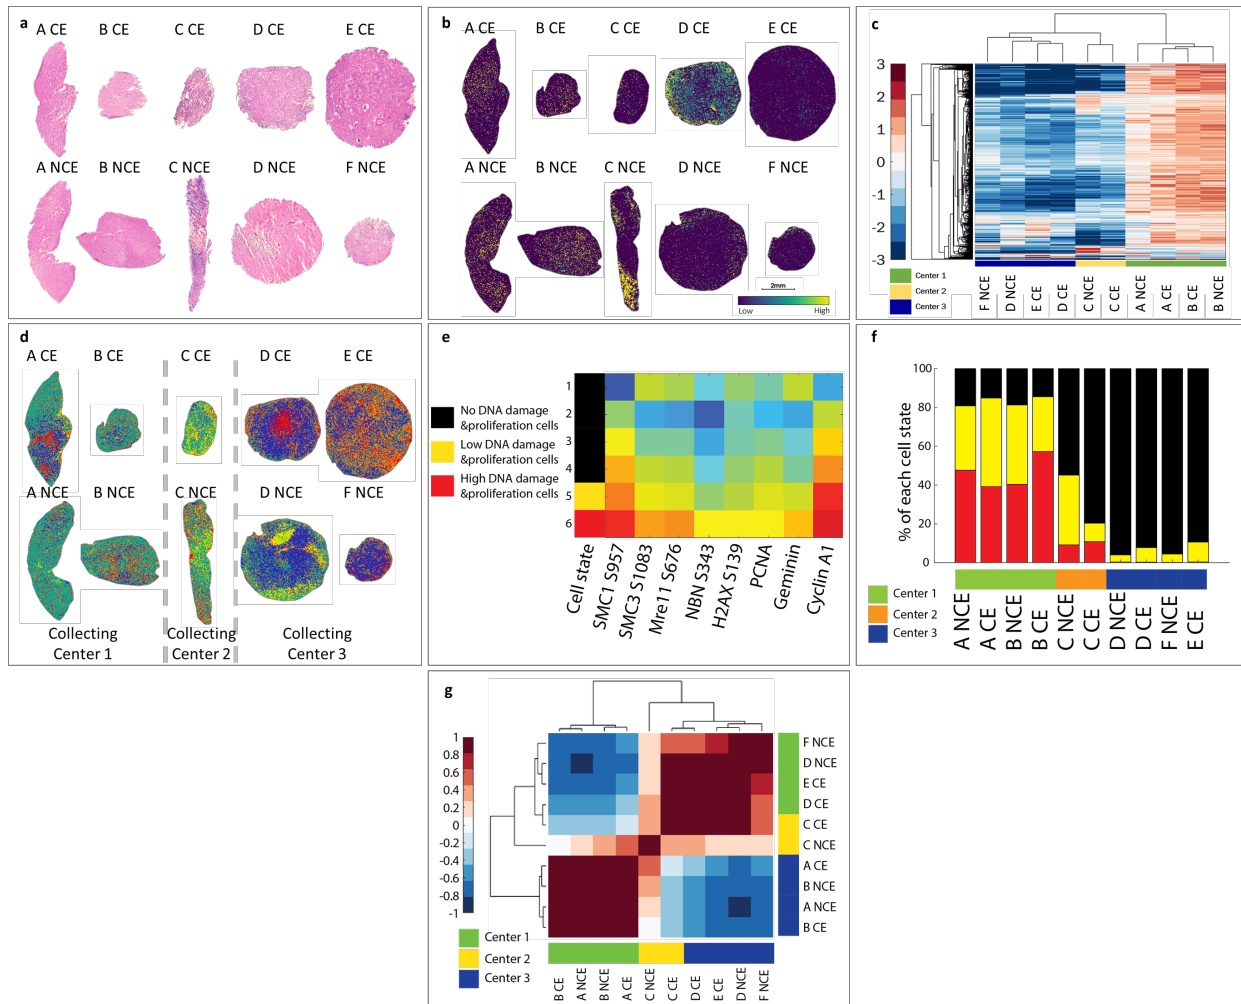 a
A CE B CE C CE D CE E CE
A NCE B NCE C NCE D NCE F NCE
b
A CE B CE C CE D CE E CE
A NCE B NCE C NCE D NCE F NCE
2mm
Low High
c
3
2
1
0
-1
-2
-3
Center 1
Center 2
Center 3
F NCE
D NCE
E CE
D CE
C NCE
C CE
A NCE
A CE
B CE
B NCE
d
A CE B CE C CE D CE E CE
A NCE B NCE C NCE D NCE F NCE
Collecting Center 1
Collecting Center 2
Collecting Center 3
e
No DNA damage
&proliferation cells
Low DNA damage
&proliferation cells
High DNA damage
&proliferation cells
1
2
3
4
5
6
Cell state
SMC1 S957
SMC3 S1083
Mre11 S676
NBN S343
H2AX S139
PCNA
Geminin
Cyclin A1
f
% of each cell state
100
80
60
40
20
0
Center 1
Center 2
Center 3
A NCE
A CE
B NCE
B CE
C NCE
C CE
D NCE
D CE
F NCE
E CE
g
1
0.8
0.6
0.4
0.2
0
-0.2
-0.4
-0.6
-0.8
-1
F NCE
D NCE
E CE
D CE
C CE
C NCE
A CE
B NCE
A NCE
B CE
Center 1
Center 2
Center 3
B CE
A NCE
B NCE
A CE
C NCE
C CE
D CE
E CE
D NCE
F NCE